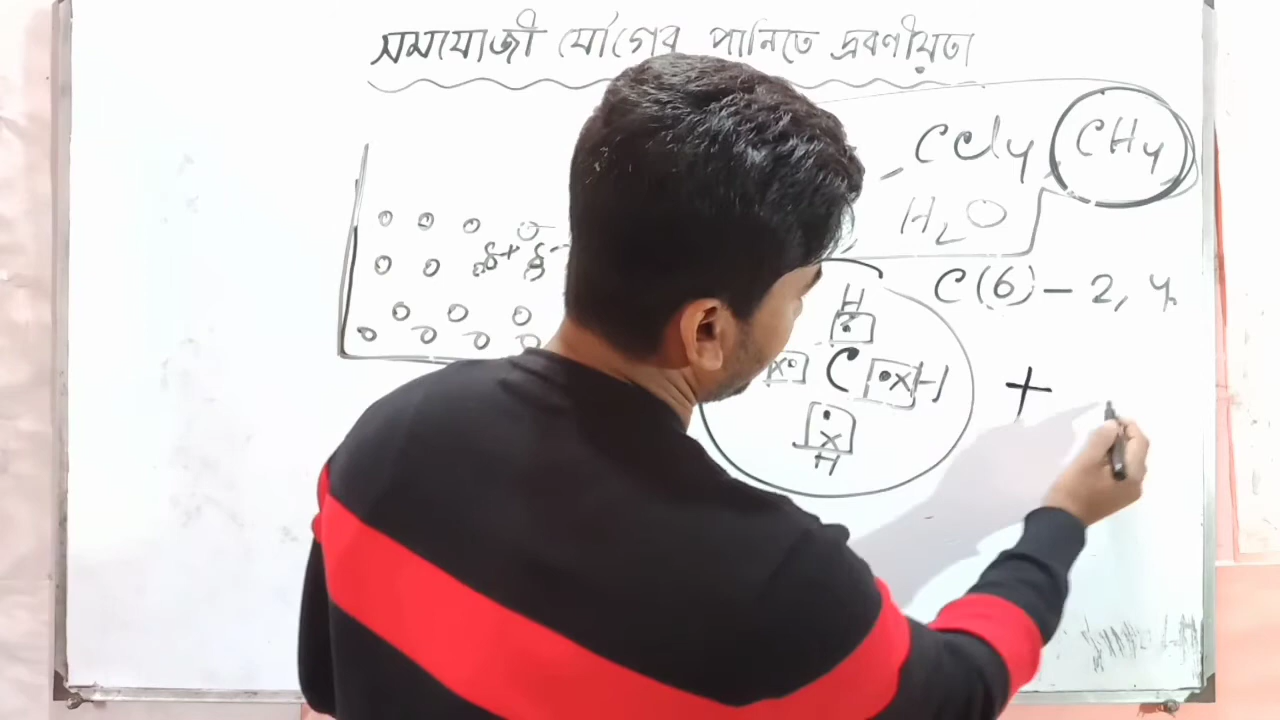 সমযোজী যৌগের পানিতে দ্রবণীয়তা
CCl4 CH4
H2O
C(6) - 2, 4
δ+ δ-
H
C H
H
+